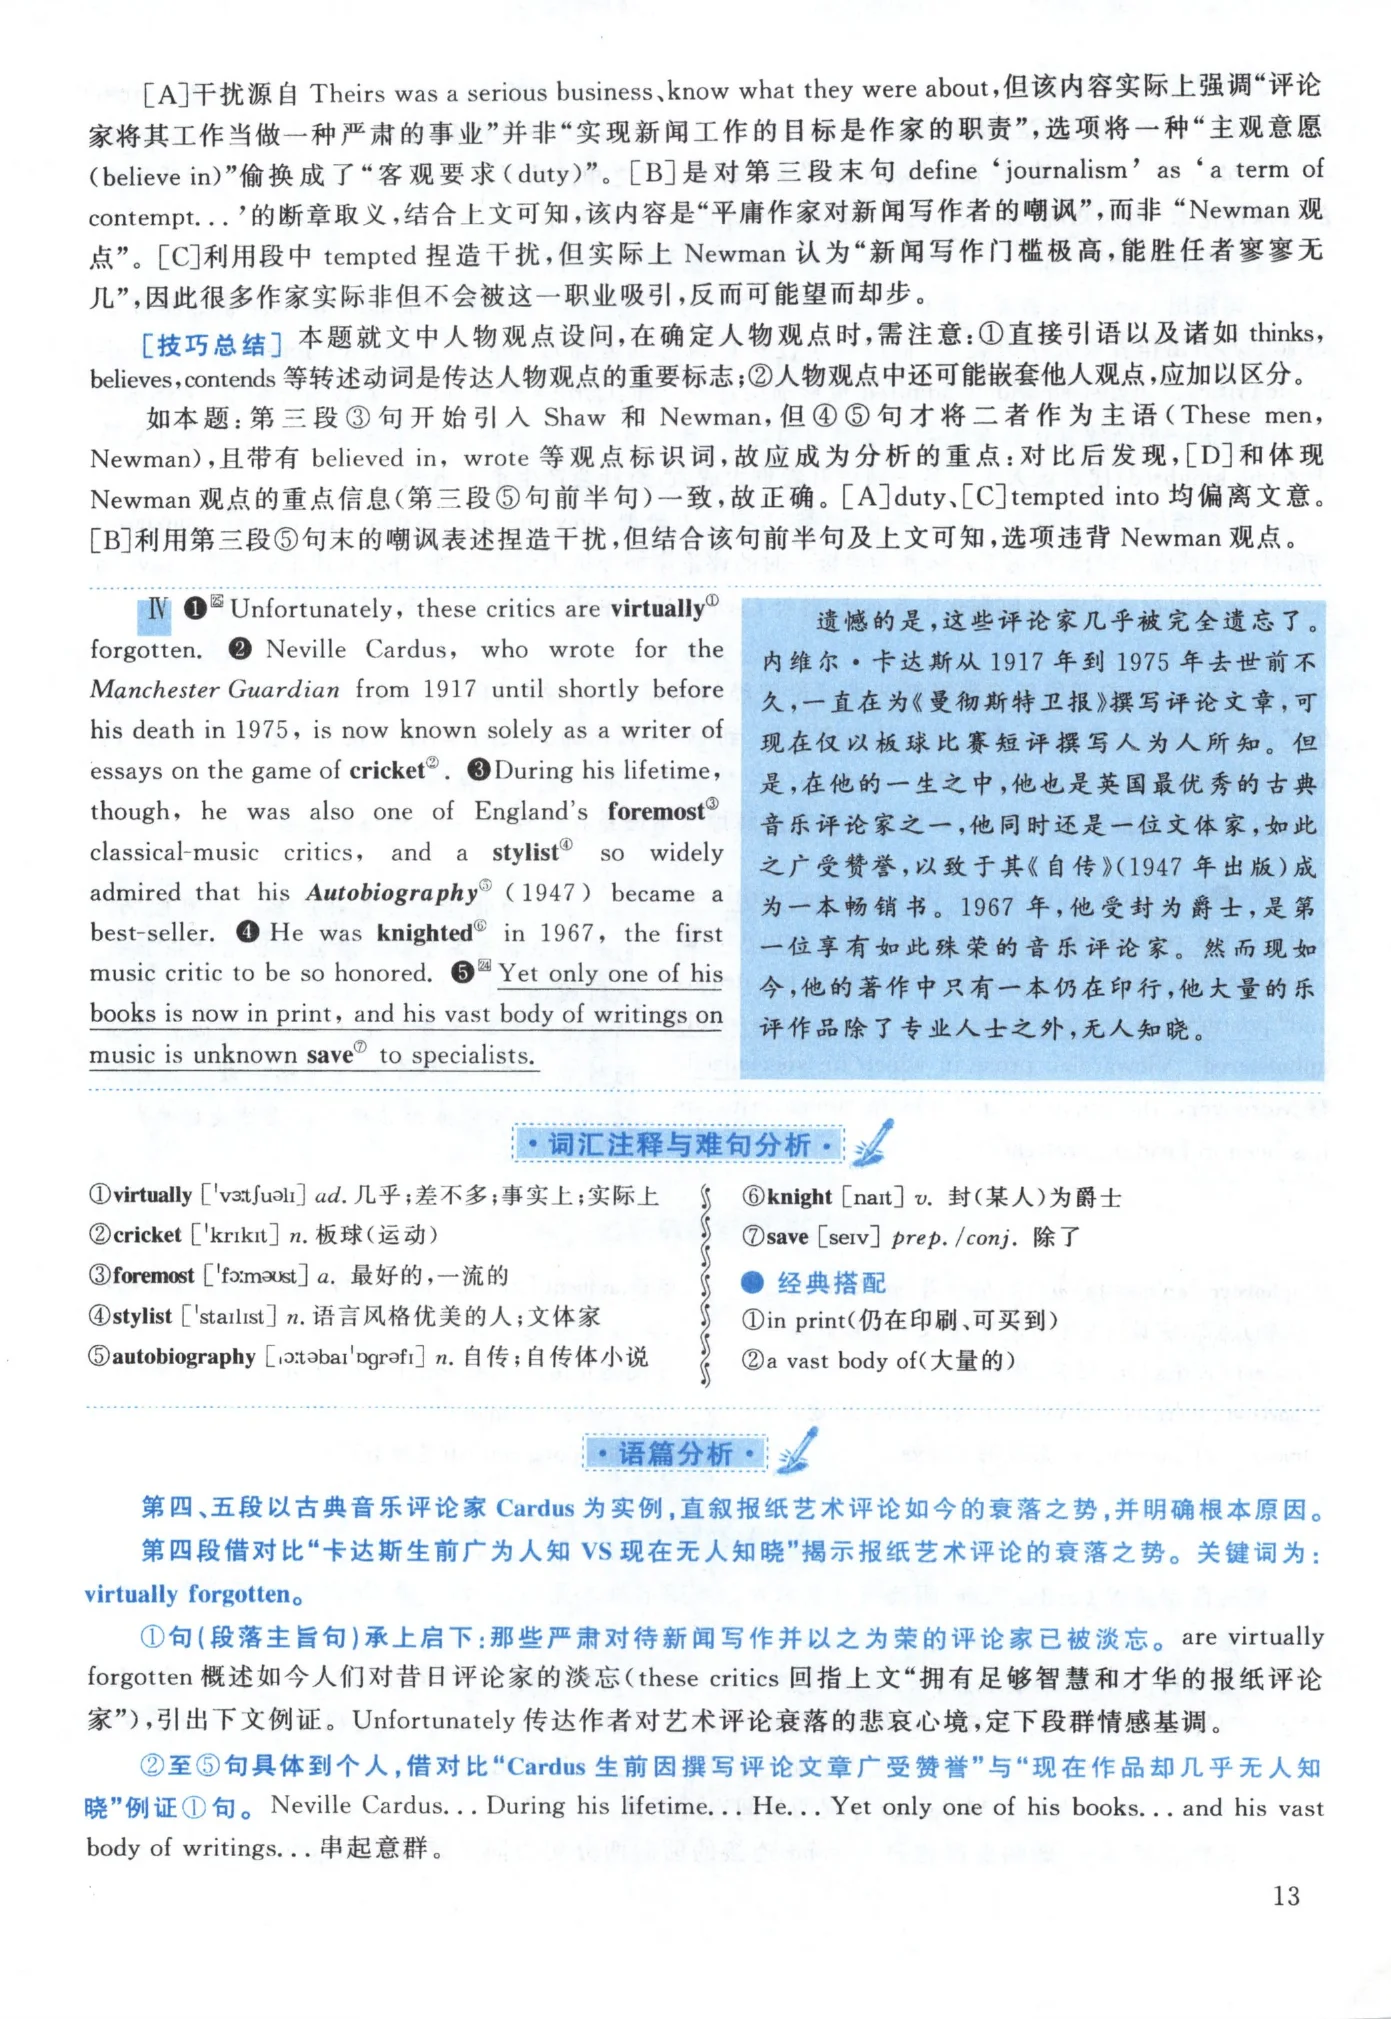 [A]干扰源自 Theirs was a serious business、know what they were about,但该内容实际上强调“评论
家将其工作当做一种严肃的事业”并非“实现新闻工作的目标是作家的职责”,选项将一种“主观意愿
(believe in)”偷换成了“客观要求(duty)”。[B]是对第三段末句 define ‘journalism’ as ‘a term of
contempt...’的断章取义,结合上文可知,该内容是“平庸作家对新闻写作者的嘲讽”,而非 “Newman 观
点”。[C]利用段中 tempted 捏造干扰,但实际上 Newman 认为“新闻写作门槛极高,能胜任者寥寥无
几”,因此很多作家实际非但不会被这一职业吸引,反而可能望而却步。
[技巧总结] 本题就文中人物观点设问,在确定人物观点时,需注意:①直接引语以及诸如 thinks,
believes,contends 等转述动词是传达人物观点的重要标志;②人物观点中还可能嵌套他人观点,应加以区分。
如本题:第三段③句开始引入 Shaw 和 Newman,但④⑤句才将二者作为主语(These men,
Newman),且带有 believed in, wrote 等观点标识词,故应成为分析的重点:对比后发现,[D]和体现
Newman 观点的重点信息(第三段⑤句前半句)一致,故正确。[A]duty、[C]tempted into 均偏离文意。
[B]利用第三段⑤句末的嘲讽表述捏造干扰,但结合该句前半句及上文可知,选项违背 Newman 观点。
Ⅳ ❶ 25 Unfortunately, these critics are virtually①
forgotten. ❷ Neville Cardus, who wrote for the
Manchester Guardian from 1917 until shortly before
his death in 1975, is now known solely as a writer of
essays on the game of cricket②. ❸During his lifetime,
though, he was also one of England's foremost③
classical-music critics, and a stylist④ so widely
admired that his Autobiography⑤ (1947) became a
best-seller. ❹ He was knighted⑥ in 1967, the first
music critic to be so honored. ❺ 24 Yet only one of his
books is now in print, and his vast body of writings on
music is unknown save⑦ to specialists.
遗憾的是,这些评论家几乎被完全遗忘了。
内维尔·卡达斯从 1917 年到 1975 年去世前不
久,一直在为《曼彻斯特卫报》撰写评论文章,可
现在仅以板球比赛短评撰写人为人所知。但
是,在他的一生之中,他也是英国最优秀的古典
音乐评论家之一,他同时还是一位文体家,如此
之广受赞誉,以致于其《自传》(1947 年出版)成
为一本畅销书。1967 年,他受封为爵士,是第
一位享有如此殊荣的音乐评论家。然而现如
今,他的著作中只有一本仍在印行,他大量的乐
评作品除了专业人士之外,无人知晓。
·词汇注释与难句分析·
①virtually [ˈvɜːtʃuəlɪ] ad. 几乎;差不多;事实上;实际上
②cricket [ˈkrɪkɪt] n. 板球(运动)
③foremost [ˈfɔːməʊst] a. 最好的,一流的
④stylist [ˈstaɪlɪst] n. 语言风格优美的人;文体家
⑤autobiography [ˌɔːtəbaɪˈɒgrəfɪ] n. 自传;自传体小说
⑥knight [naɪt] v. 封(某人)为爵士
⑦save [seɪv] prep./conj. 除了
● 经典搭配
①in print(仍在印刷、可买到)
②a vast body of(大量的)
·语篇分析·
第四、五段以古典音乐评论家 Cardus 为实例,直叙报纸艺术评论如今的衰落之势,并明确根本原因。
第四段借对比“卡达斯生前广为人知 VS 现在无人知晓”揭示报纸艺术评论的衰落之势。关键词为:
virtually forgotten。
①句(段落主旨句)承上启下:那些严肃对待新闻写作并以之为荣的评论家已被淡忘。are virtually
forgotten 概述如今人们对昔日评论家的淡忘(these critics 回指上文“拥有足够智慧和才华的报纸评论
家”),引出下文例证。Unfortunately 传达作者对艺术评论衰落的悲哀心境,定下段群情感基调。
②至⑤句具体到个人,借对比“Cardus 生前因撰写评论文章广受赞誉”与“现在作品却几乎无人知
晓”例证①句。Neville Cardus... During his lifetime... He... Yet only one of his books... and his vast
body of writings... 串起意群。
13